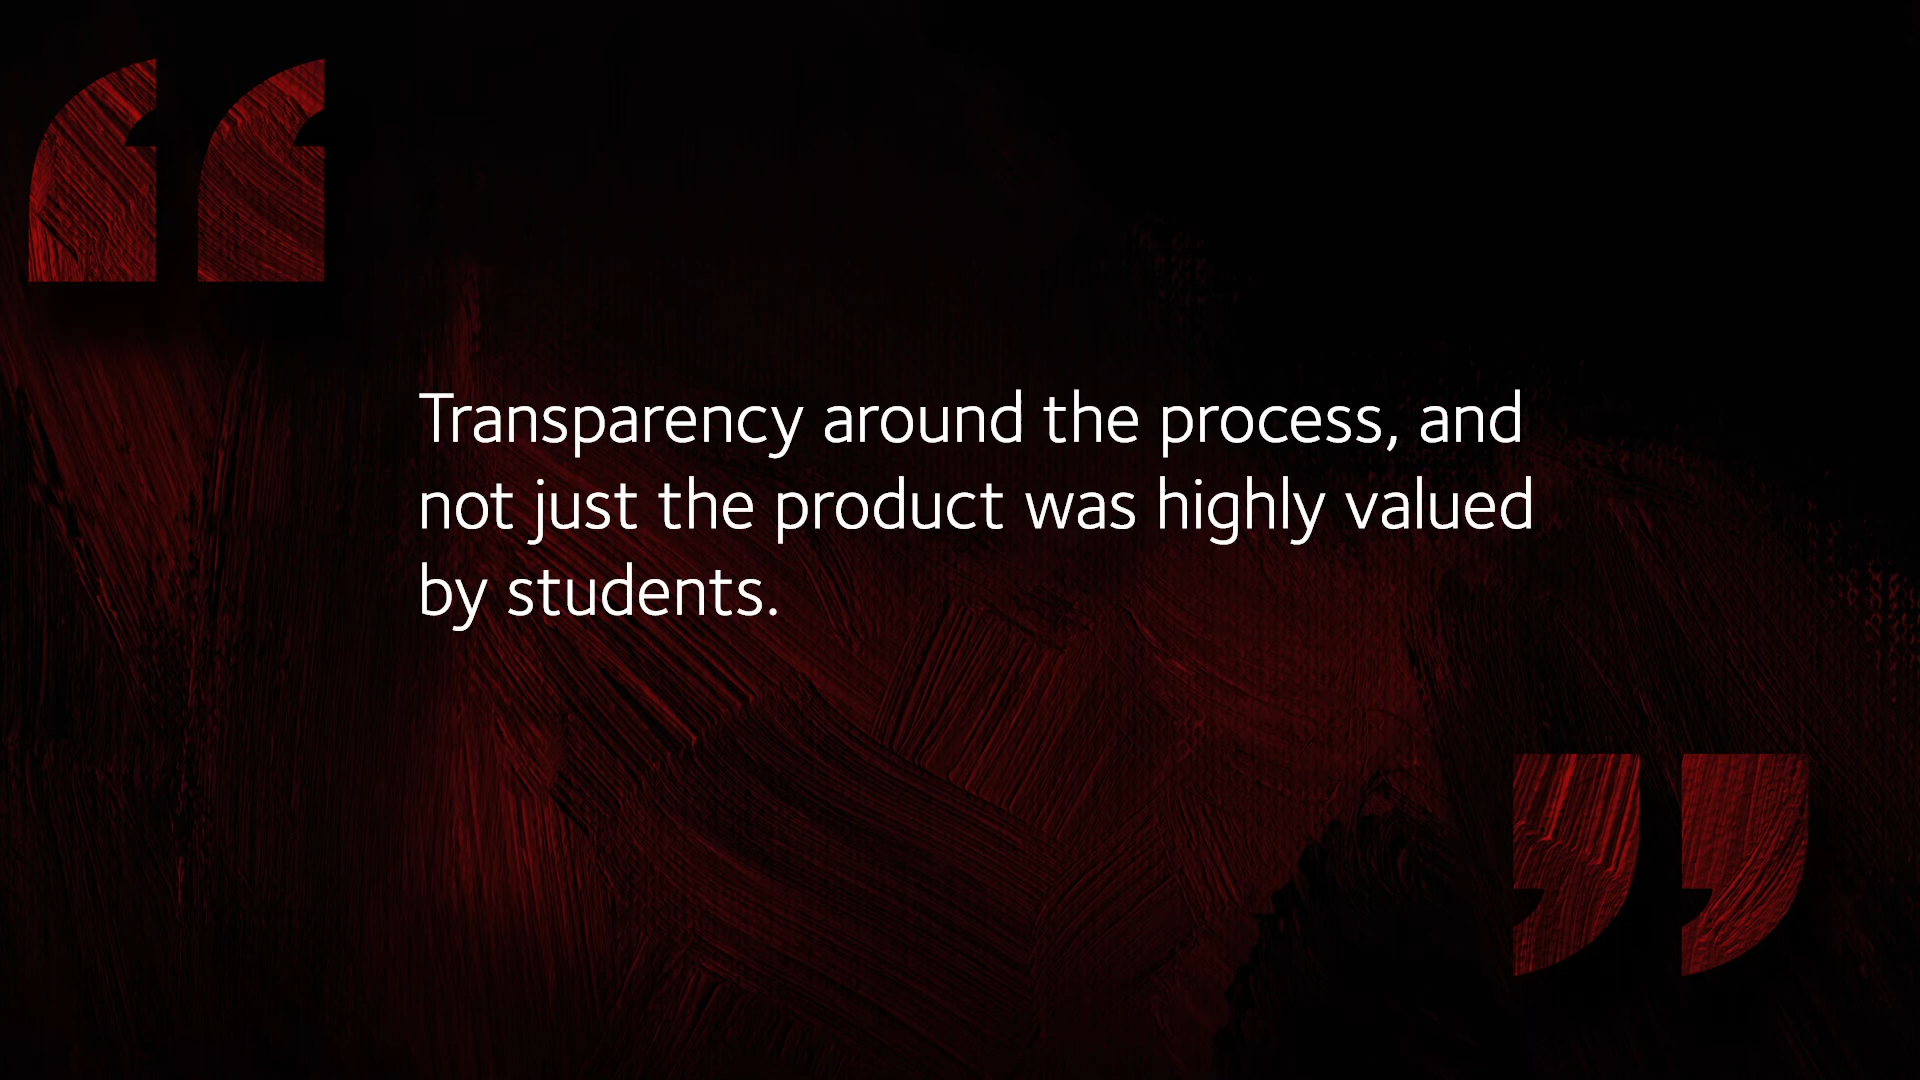 “
Transparency around the process, and
not just the product was highly valued
by students.
”